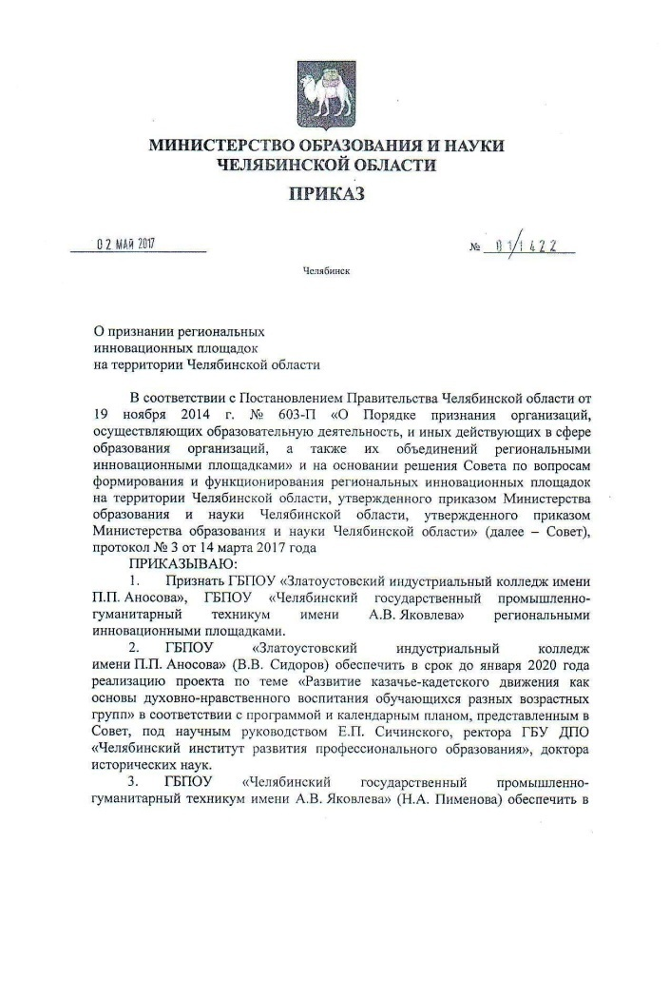 МИНИСТЕРСТВО ОБРАЗОВАНИЯ И НАУКИ
ЧЕЛЯБИНСКОЙ ОБЛАСТИ
ПРИКАЗ
02 МАЙ 2017
№ 01/1422
Челябинск
О признании региональных
инновационных площадок
на территории Челябинской области
В соответствии с Постановлением Правительства Челябинской области от
19 ноября 2014 г. № 603-П «О Порядке признания организаций,
осуществляющих образовательную деятельность, и иных действующих в сфере
образования организаций, а также их объединений региональными
инновационными площадками» и на основании решения Совета по вопросам
формирования и функционирования региональных инновационных площадок
на территории Челябинской области, утвержденного приказом Министерства
образования и науки Челябинской области, утвержденного приказом
Министерства образования и науки Челябинской области» (далее – Совет),
протокол № 3 от 14 марта 2017 года
ПРИКАЗЫВАЮ:
1. Признать ГБПОУ «Златоустовский индустриальный колледж имени
П.П. Аносова», ГБПОУ «Челябинский государственный промышленно-
гуманитарный техникум имени А.В. Яковлева» региональными
инновационными площадками.
2. ГБПОУ «Златоустовский индустриальный колледж
имени П.П. Аносова» (В.В. Сидоров) обеспечить в срок до января 2020 года
реализацию проекта по теме «Развитие казачье-кадетского движения как
основы духовно-нравственного воспитания обучающихся разных возрастных
групп» в соответствии с программой и календарным планом, представленным в
Совет, под научным руководством Е.П. Сичинского, ректора ГБУ ДПО
«Челябинский институт развития профессионального образования», доктора
исторических наук.
3. ГБПОУ «Челябинский государственный промышленно-
гуманитарный техникум имени А.В. Яковлева» (Н.А. Пименова) обеспечить в